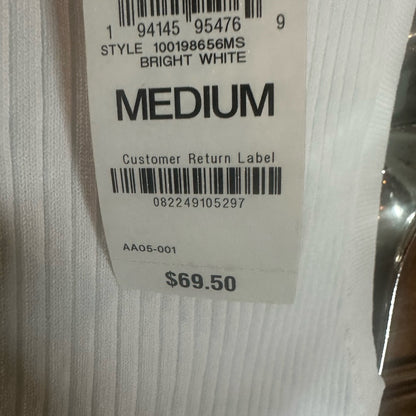 1 94145 95476 9
STYLE 100198656MS
BRIGHT WHITE
MEDIUM
Customer Return Label
082249105297
AA05-001
$69.50